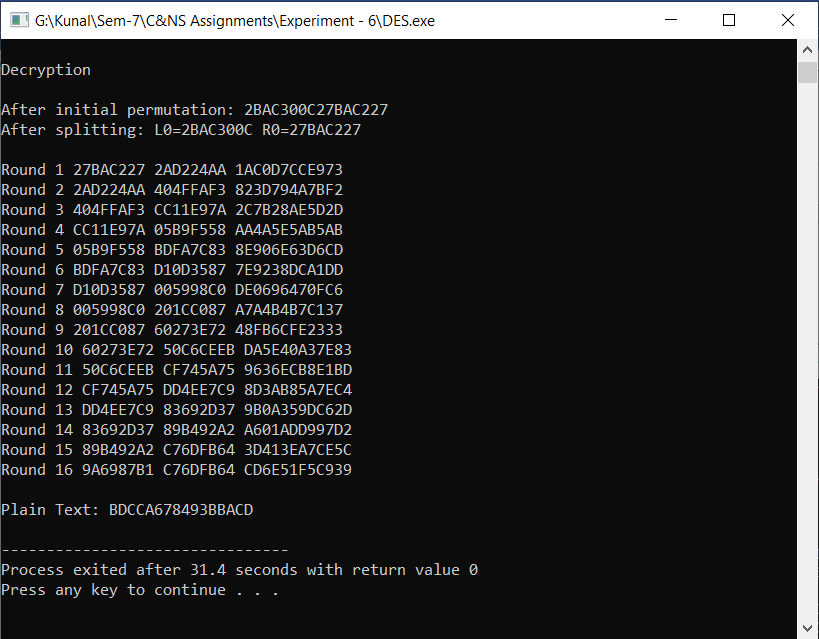 G:\Kunal\Sem-7\C&NS Assignments\Experiment - 6\DES.exe
Decryption
After initial permutation: 2BAC300C27BAC227
After splitting: L0=2BAC300C R0=27BAC227
Round 1 27BAC227 2AD224AA 1AC0D7CCE973
Round 2 2AD224AA 404FFAF3 823D794A7BF2
Round 3 404FFAF3 CC11E97A 2C7B28AE5D2D
Round 4 CC11E97A 05B9F558 AA4A5E5AB5AB
Round 5 05B9F558 BDFA7C83 8E906E63D6CD
Round 6 BDFA7C83 D10D3587 7E9238DCA1DD
Round 7 D10D3587 005998C0 DE0696470FC6
Round 8 005998C0 201CC087 A7A4B4B7C137
Round 9 201CC087 60273E72 48FB6CFE2333
Round 10 60273E72 50C6CEEB DA5E40A37E83
Round 11 50C6CEEB CF745A75 9636ECB8E1BD
Round 12 CF745A75 DD4EE7C9 8D3AB85A7EC4
Round 13 DD4EE7C9 83692D37 9B0A359DC62D
Round 14 83692D37 89B492A2 A601ADD997D2
Round 15 89B492A2 C76DFB64 3D413EA7CE5C
Round 16 9A6987B1 C76DFB64 CD6E51F5C939
Plain Text: BDCCA678493BBACD
--------------------------------
Process exited after 31.4 seconds with return value 0
Press any key to continue . . .